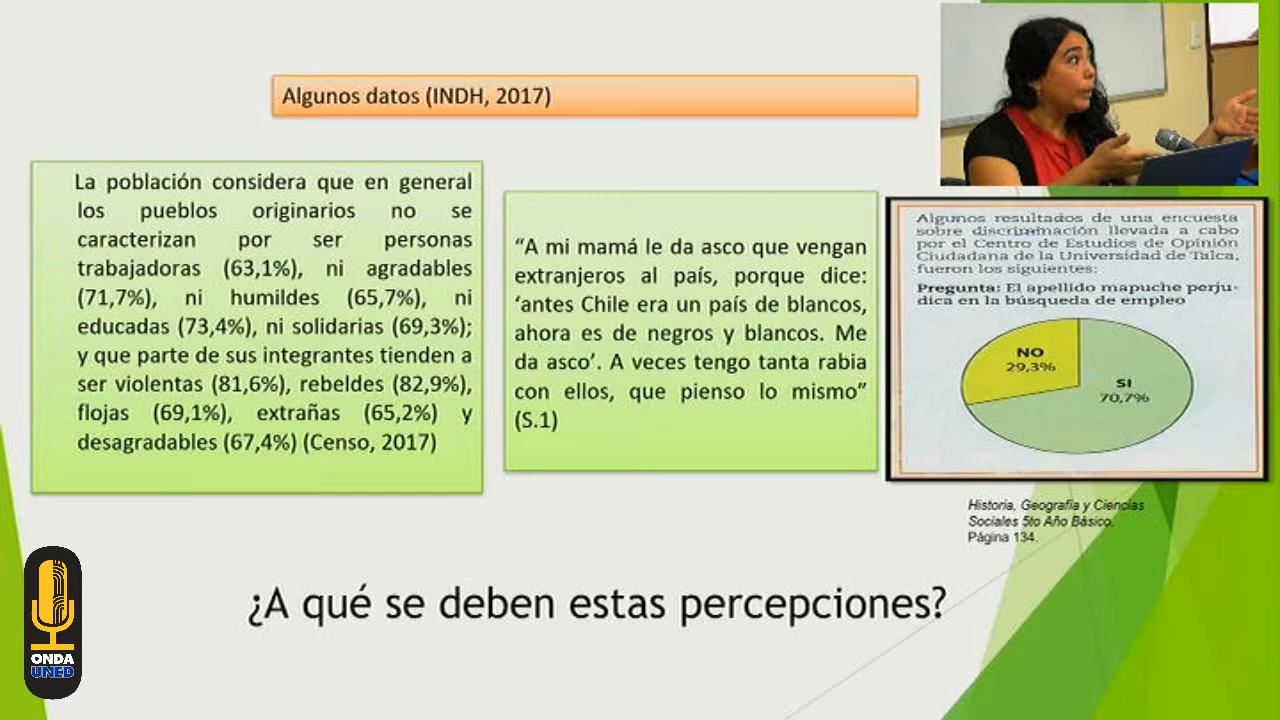 Algunos datos (INDH, 2017)
La población considera que en general
los pueblos originarios no se
caracterizan por ser personas
trabajadoras (63,1%), ni agradables
(71,7%), ni humildes (65,7%), ni
educadas (73,4%), ni solidarias (69,3%);
y que parte de sus integrantes tienden a
ser violentas (81,6%), rebeldes (82,9%),
flojas (69,1%), extrañas (65,2%) y
desagradables (67,4%) (Censo, 2017)
“A mi mamá le da asco que vengan
extranjeros al país, porque dice:
‘antes Chile era un país de blancos,
ahora es de negros y blancos. Me
da asco’. A veces tengo tanta rabia
con ellos, que pienso lo mismo”
(S.1)
Algunos resultados de una encuesta
sobre discriminación llevada a cabo
por el Centro de Estudios de Opinión
Ciudadana de la Universidad de Talca,
fueron los siguientes:
Pregunta: El apellido mapuche perju-
dica en la búsqueda de empleo
NO
29,3%
SI
70,7%
Historia, Geografía y Ciencias
Sociales 5to Año Básico.
Página 134.
¿A qué se deben estas percepciones?
ONDA
UNED